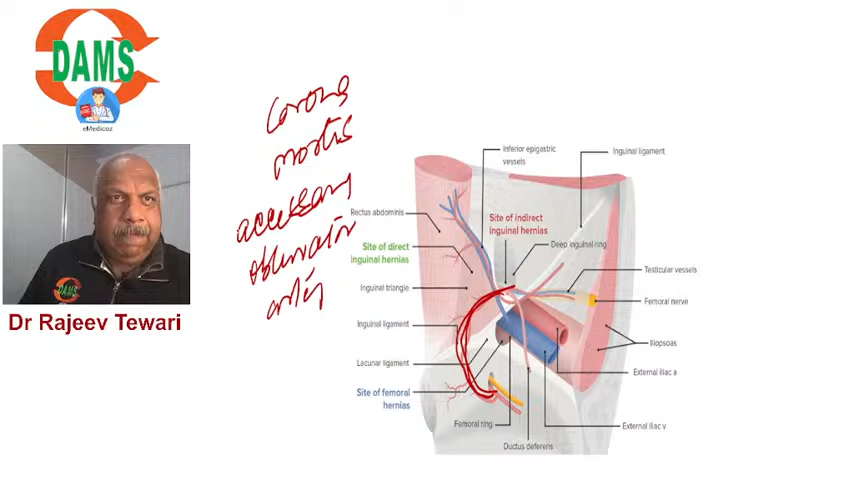 DAMS
eMedicoz
DAMS
Dr Rajeev Tewari
corona
mortis
accessory
obturator
artery
Inferior epigastric
vessels
Inguinal ligament
Rectus abdominis
Site of indirect
inguinal hernias
Deep inguinal ring
Site of direct
inguinal hernias
Testicular vessels
Inguinal triangle
Femoral nerve
Inguinal ligament
Iliopsoas
Lacunar ligament
External iliac a
Site of femoral
hernias
Femoral ring
External iliac v
Ductus deferens